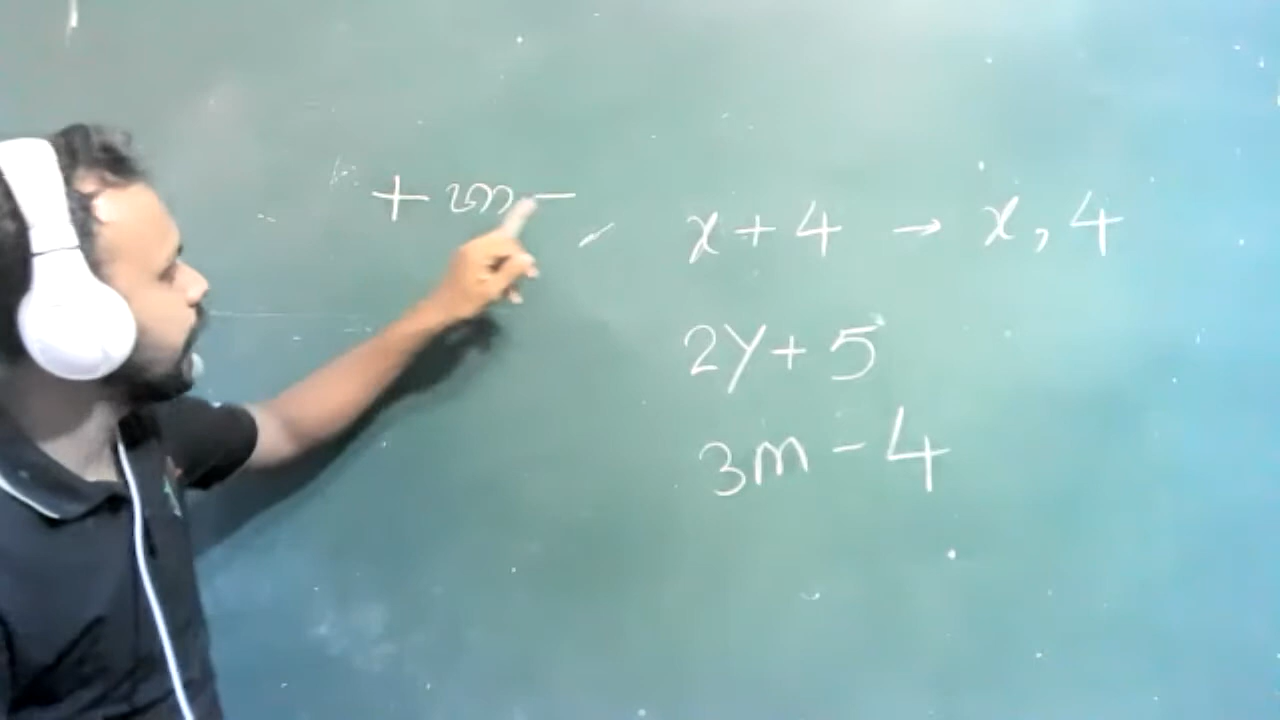 + −
x + 4 → x, 4
2y + 5
3m − 4